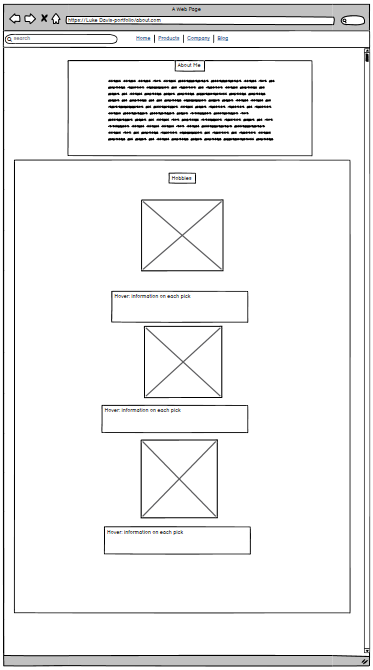 A Web Page
https://Luke Davis-portfolio/about.com
search
Home Products Company Blog
About Me
Hobbies
Hover: information on each pick
Hover: information on each pick
Hover: information on each pick